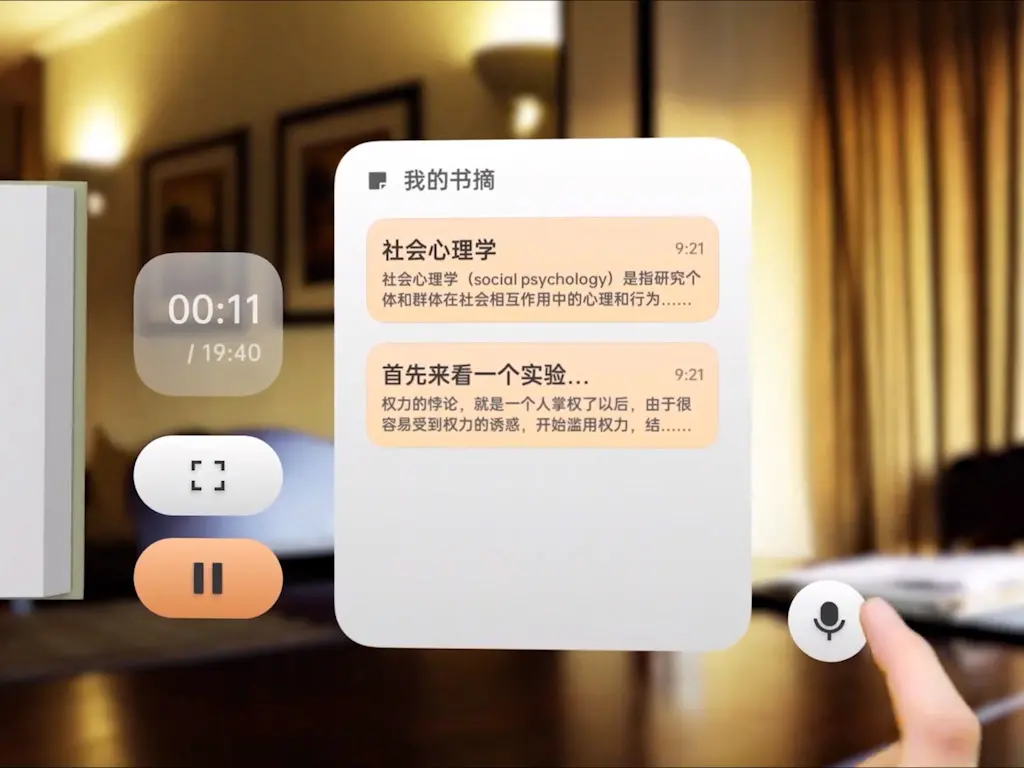 00:11
/ 19:40
我的书摘
社会心理学 9:21
社会心理学（social psychology）是指研究个
体和群体在社会相互作用中的心理和行为……
首先来看一个实验... 9:21
权力的悖论，就是一个人掌权了以后，由于很
容易受到权力的诱惑，开始滥用权力，结……